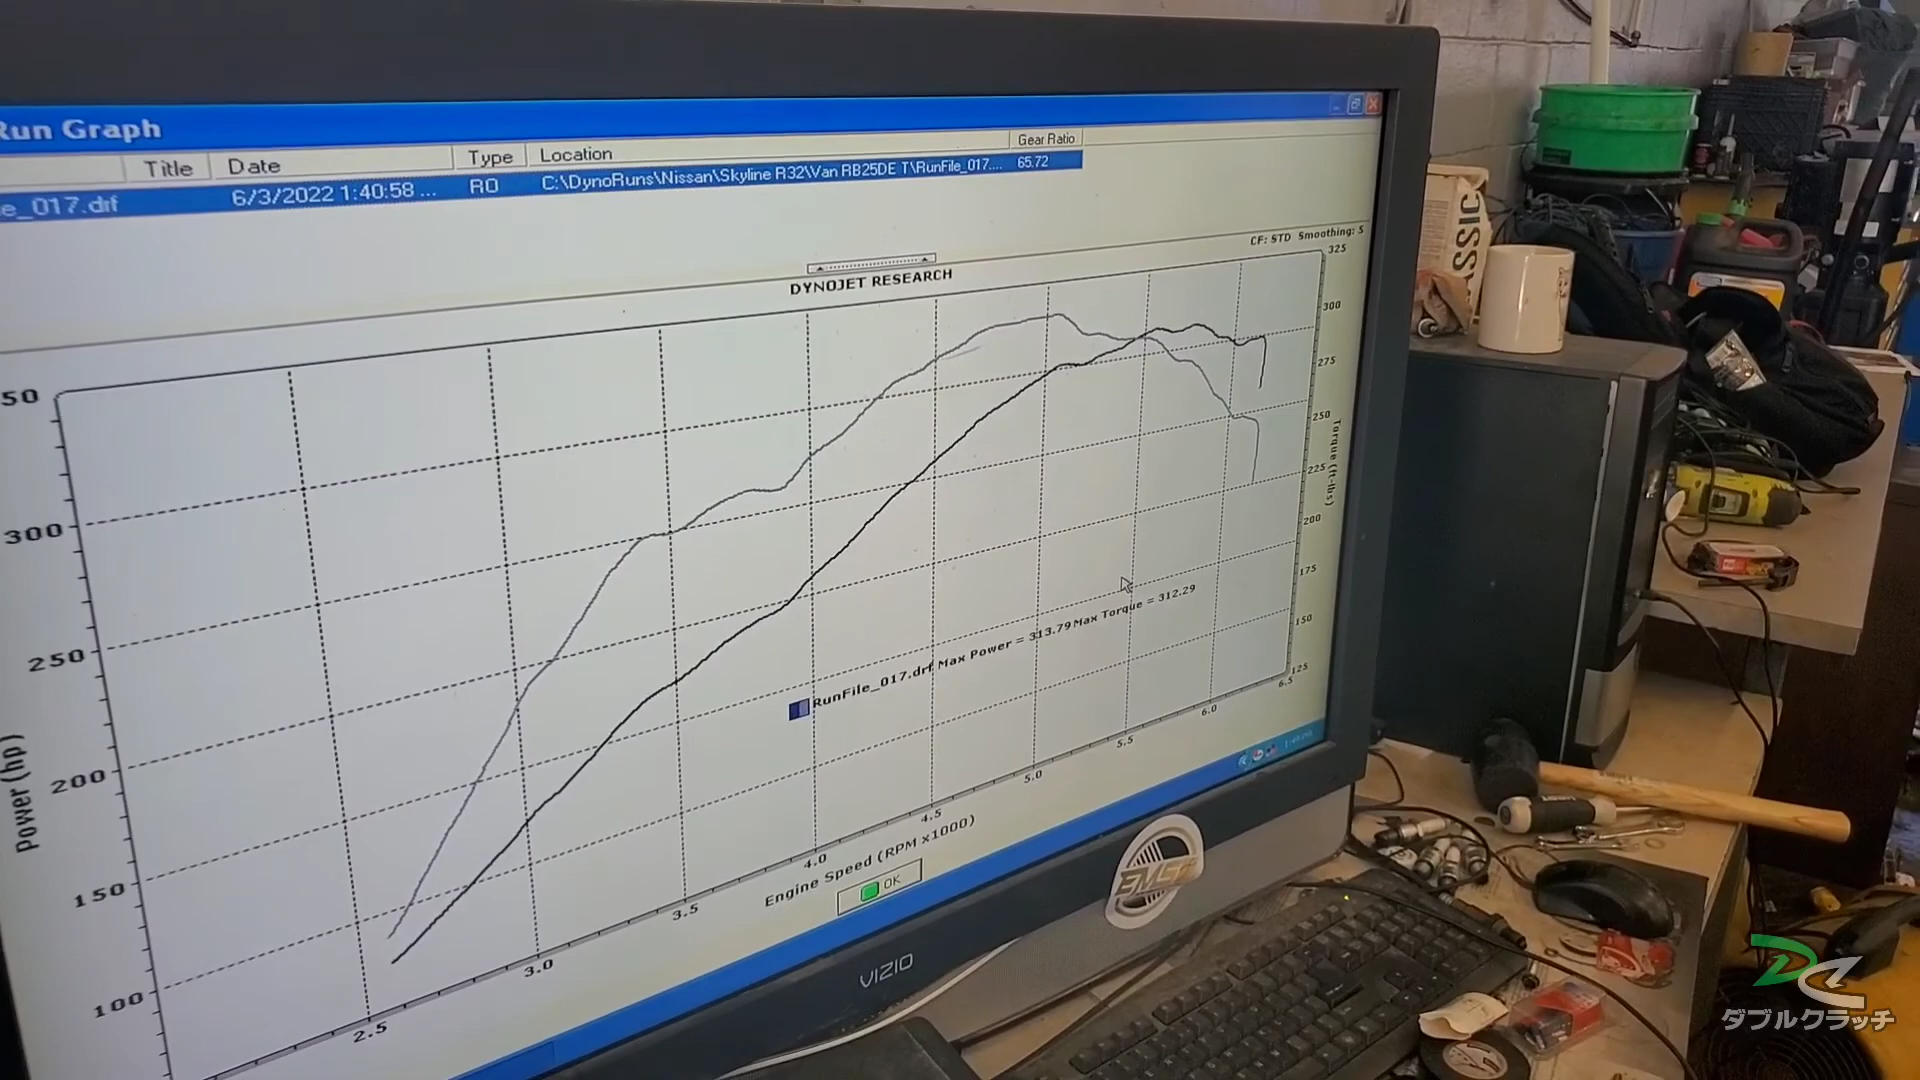 Run Graph
Title Date Type Location Gear Ratio
e_017.drf 6/3/2022 1:40:58 ... RO C:\DynoRuns\Nissan\Skyline R32\Van RB25DE T\RunFile_017.... 65.72
CF: STD Smoothing: 5
DYNOJET RESEARCH
50
300
250
200
150
100
power (hp)
325
300
275
250
225
200
175
150
125
Torque (ft-lbs)
RunFile_017.drf Max Power = 313.79 Max Torque = 312.29
2.5 3.0 3.5 4.0 4.5 5.0 5.5 6.0 6.5
Engine Speed (RPM x1000)
OK
VIZIO
EMS
ASSIC
DC
ダブルクラッチ